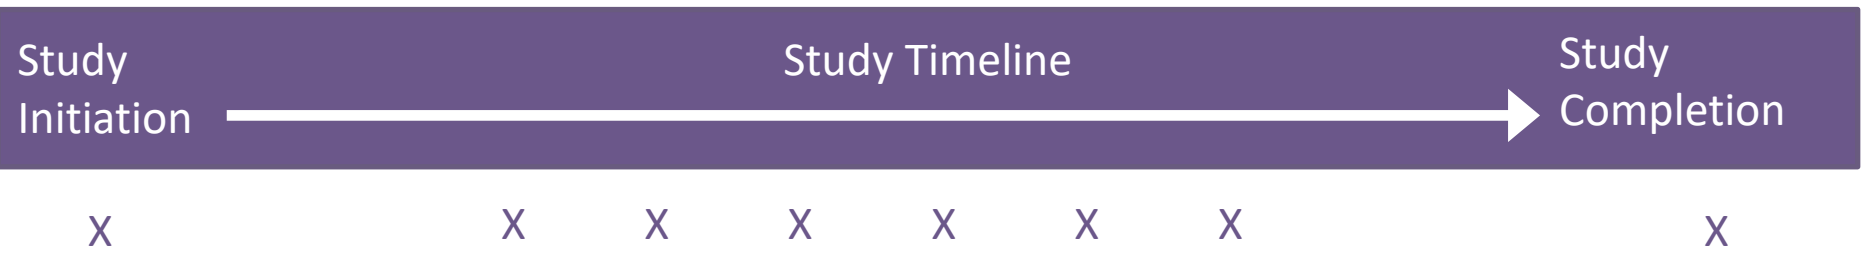 Study
Initiation
Study Timeline
Study
Completion
X X X X X X X X